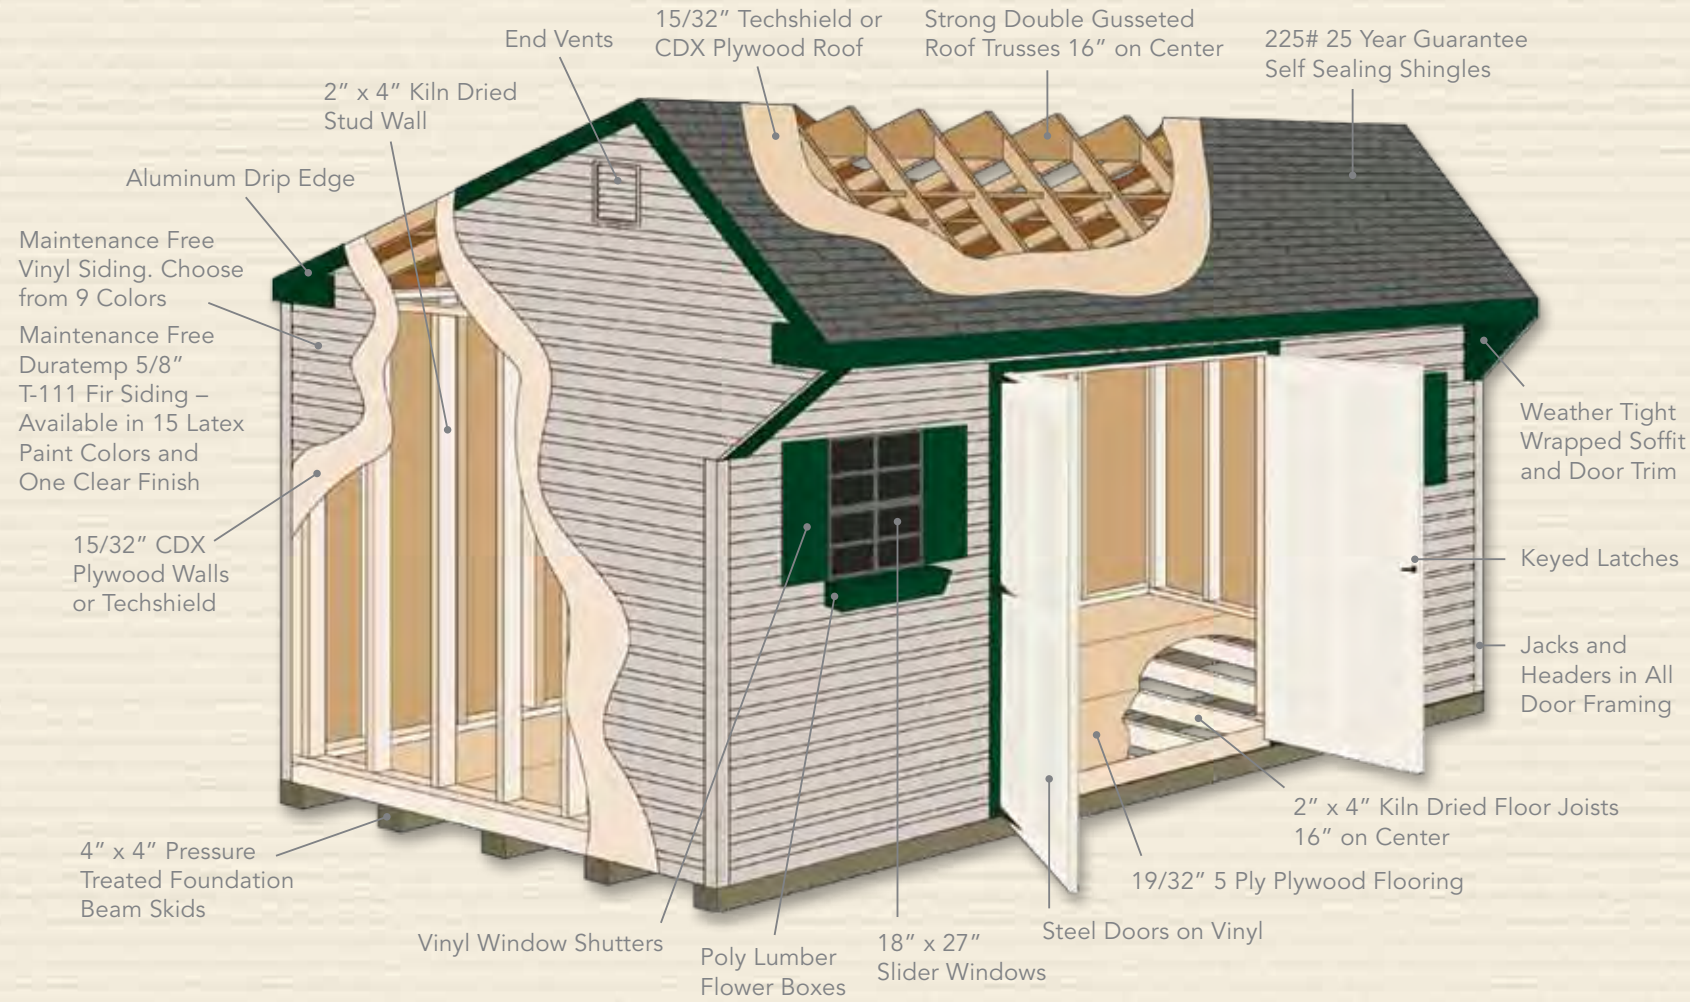 15/32” Techshield or
CDX Plywood Roof
Strong Double Gusseted
Roof Trusses 16” on Center
End Vents
225# 25 Year Guarantee
Self Sealing Shingles
2” x 4” Kiln Dried
Stud Wall
Aluminum Drip Edge
Maintenance Free
Vinyl Siding. Choose
from 9 Colors
Maintenance Free
Duratemp 5/8”
T-111 Fir Siding –
Available in 15 Latex
Paint Colors and
One Clear Finish
15/32” CDX
Plywood Walls
or Techshield
4” x 4” Pressure
Treated Foundation
Beam Skids
Vinyl Window Shutters
Poly Lumber
Flower Boxes
18” x 27”
Slider Windows
Steel Doors on Vinyl
19/32” 5 Ply Plywood Flooring
2” x 4” Kiln Dried Floor Joists
16” on Center
Weather Tight
Wrapped Soffit
and Door Trim
Keyed Latches
Jacks and
Headers in All
Door Framing